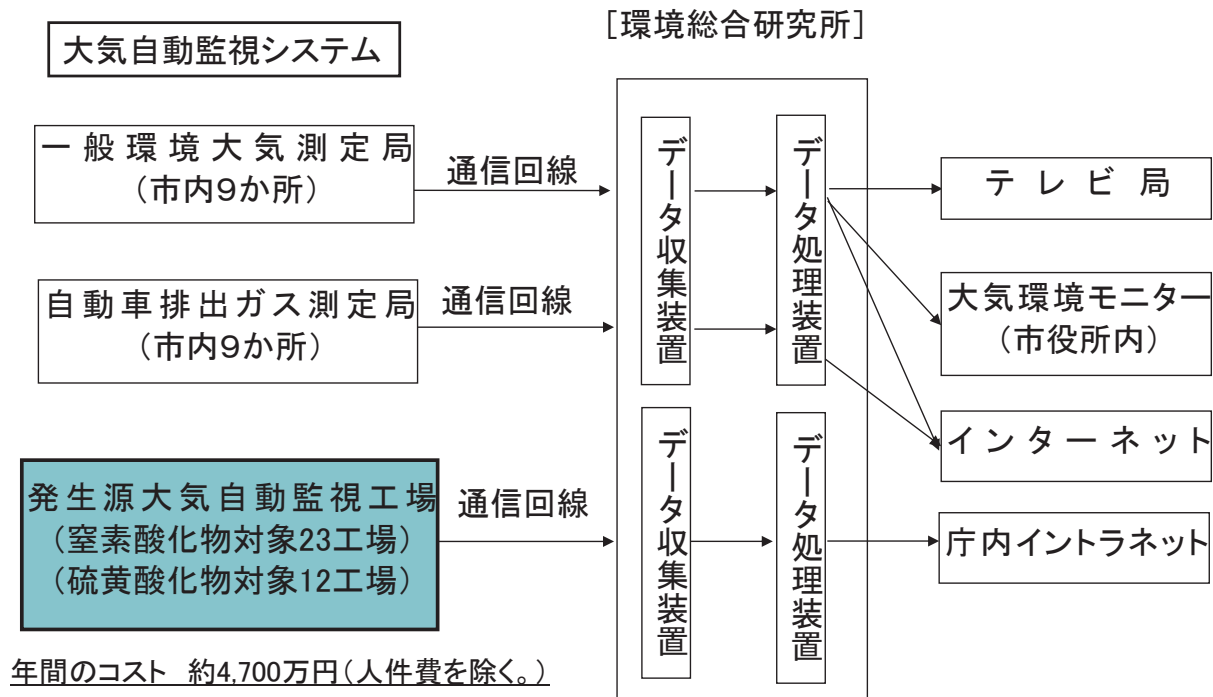 ［環境総合研究所］
大気自動監視システム
一般環境大気測定局
（市内９か所）
通信回線
自動車排出ガス測定局
（市内９か所）
通信回線
発生源大気自動監視工場
（窒素酸化物対象23工場）
（硫黄酸化物対象12工場）
通信回線
年間のコスト　約4,700万円（人件費を除く。）
データ収集装置
データ処理装置
データ収集装置
データ処理装置
テレビ局
大気環境モニター
（市役所内）
インターネット
庁内イントラネット